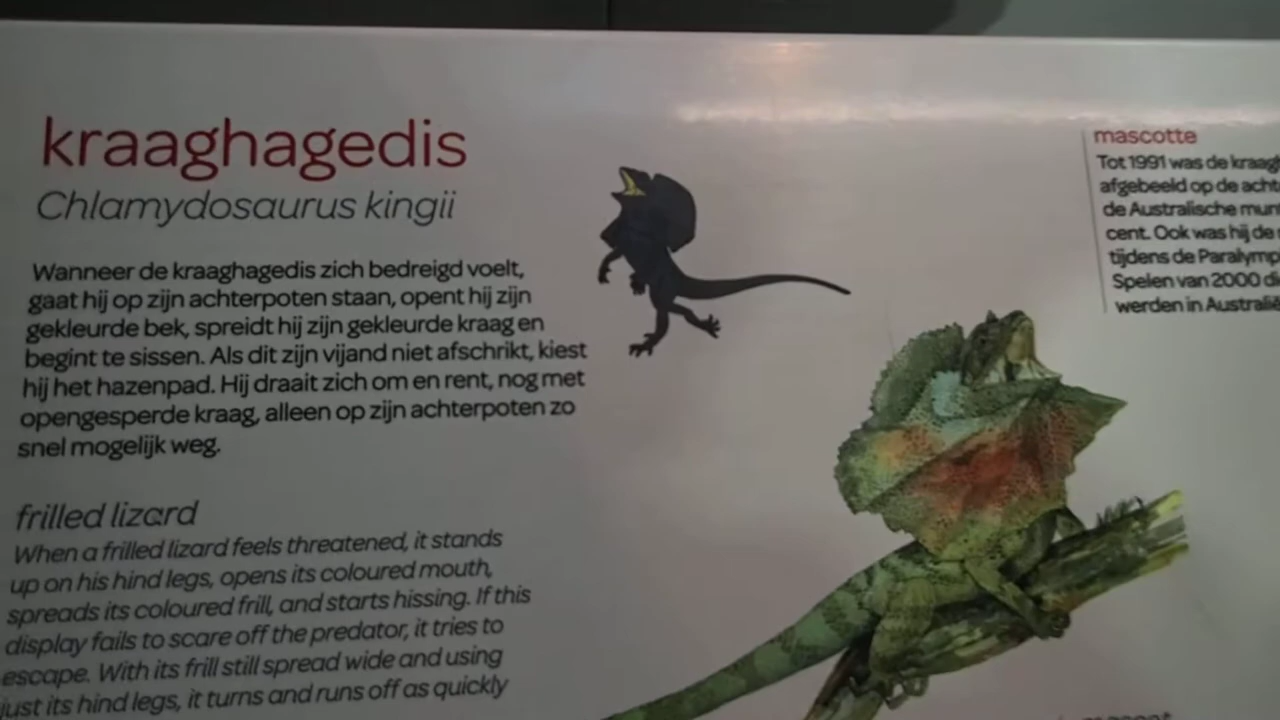 kraaghagedis
Chlamydosaurus kingii
Wanneer de kraaghagedis zich bedreigd voelt,
gaat hij op zijn achterpoten staan, opent hij zijn
gekleurde bek, spreidt hij zijn gekleurde kraag en
begint te sissen. Als dit zijn vijand niet afschrikt, kiest
hij het hazenpad. Hij draait zich om en rent, nog met
opengesperde kraag, alleen op zijn achterpoten zo
snel mogelijk weg.
frilled lizard
When a frilled lizard feels threatened, it stands
up on his hind legs, opens its coloured mouth,
spreads its coloured frill, and starts hissing. If this
display fails to scare off the predator, it tries to
escape. With its frill still spread wide and using
just its hind legs, it turns and runs off as quickly
mascotte
Tot 1991 was de
afgebeeld op de
de Australische
cent. Ook was hij de
tijdens de
Spelen van 2000
werden in